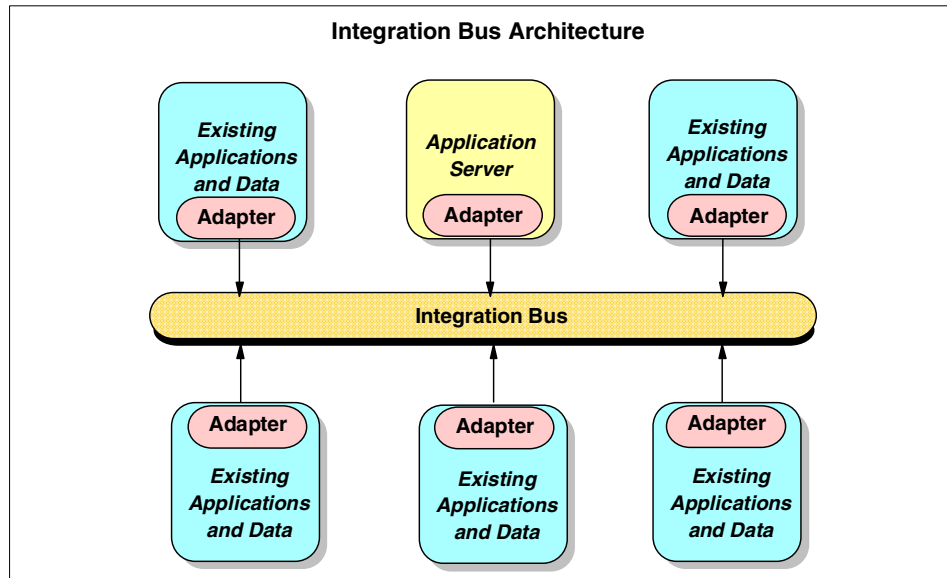 Integration Bus Architecture
Existing
Applications
and Data
Adapter
Application
Server
Adapter
Existing
Applications
and Data
Adapter
Integration Bus
Adapter
Existing
Applications
and Data
Adapter
Existing
Applications
and Data
Adapter
Existing
Applications
and Data